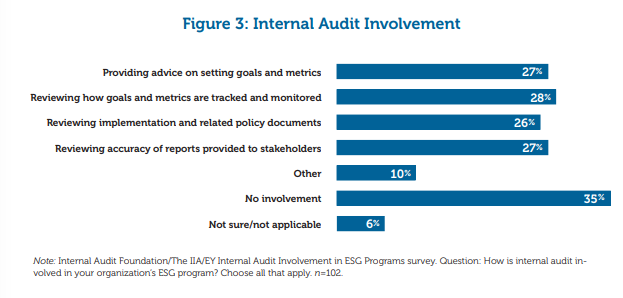 Figure 3: Internal Audit Involvement
Providing advice on setting goals and metrics 27%
Reviewing how goals and metrics are tracked and monitored 28%
Reviewing implementation and related policy documents 26%
Reviewing accuracy of reports provided to stakeholders 27%
Other 10%
No involvement 35%
Not sure/not applicable 6%
Note: Internal Audit Foundation/The IIA/EY Internal Audit Involvement in ESG Programs survey. Question: How is internal audit in-
volved in your organization's ESG program? Choose all that apply. n=102.